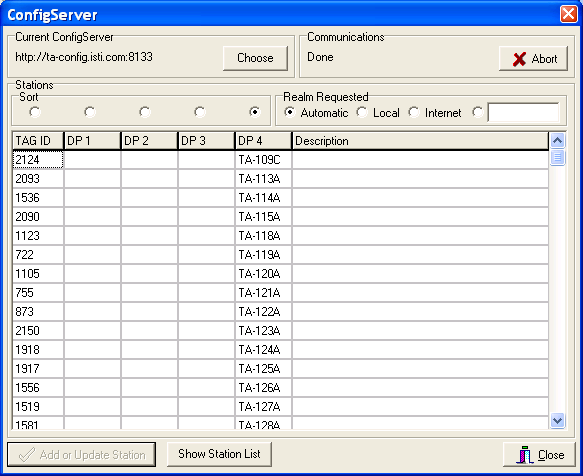 ConfigServer
Current ConfigServer
http://ta-config.isti.com:8133
Choose
Communications
Done
Abort
Stations
Sort
Realm Requested
Automatic Local Internet
TAG ID DP 1 DP 2 DP 3 DP 4 Description
2124 TA-109C
2093 TA-113A
1536 TA-114A
2090 TA-115A
1123 TA-118A
722 TA-119A
1105 TA-120A
755 TA-121A
873 TA-122A
2150 TA-123A
1918 TA-124A
1917 TA-125A
1556 TA-126A
1519 TA-127A
1581 TA-128A
Add or Update Station Show Station List Close